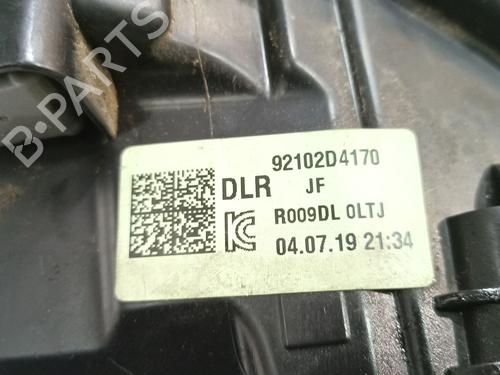 B-PARTS
92102D4170
DLR JF
R009DL 0LTJ
04.07.19 21:34